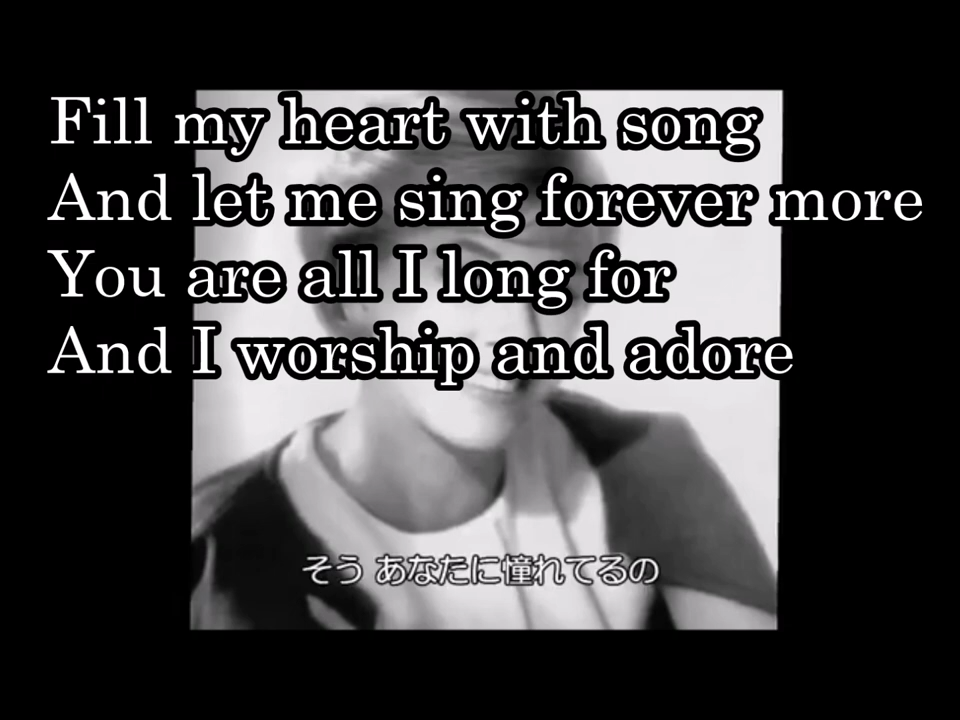 Fill my heart with song
And let me sing forever more
You are all I long for
And I worship and adore
そう あなたに憧れてるの